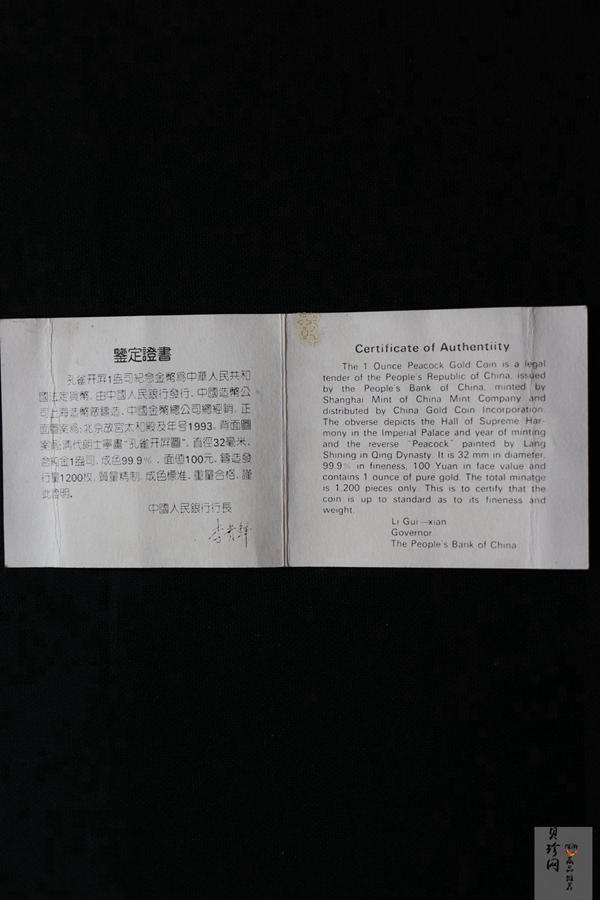 鑒定證書
孔雀开屏1盎司纪念金幣爲中華人民共和
國法定貨幣，由中國人民銀行發行，中國造幣公
司上海造幣廠鑄造，中國金幣總公司總經銷，正
面圖案爲：北京故宮太和殿及年号1993，背面圖
案爲清代郎士寧畫“孔雀开屏圖”，直徑32毫米，
含純金1盎司，成色99.9%，面值100元，鑄造發
行量1200枚，質量精制，成色標准，重量合格，謹
此證明。
中國人民銀行行長
Certificate of Authentiity
The 1 Ounce Peacock Gold Coin is a legal
tender of the People's Republic of China, issued
by the People's Bank of China, minted by
Shanghai Mint of China Mint Company and
distributed by China Gold Coin Incorporation.
The obverse depicts the Hall of Supreme Har-
mony in the Imperial Palace and year of minting
and the reverse "Peacock" painted by Lang
Shining in Qing Dynasty. It is 32 mm in diameter,
99.9% in fineness, 100 Yuan in face value and
contains 1 ounce of pure gold. The total minatge
is 1,200 pieces only. This is to certify that the
coin is up to standard as to its fineness and
weight.
Li Gui—xian
Governor
The People's Bank of China
贝珍网